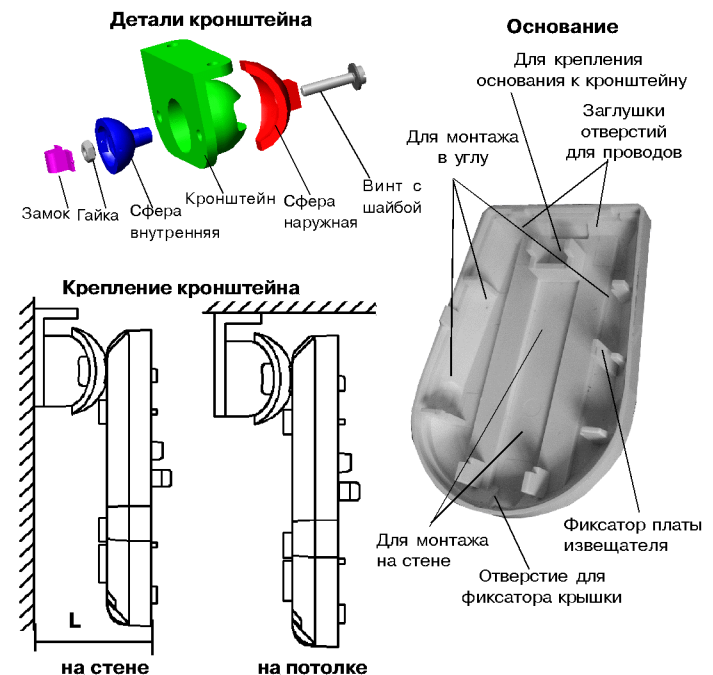 Детали кронштейна
Замок
Гайка
Сфера
внутренняя
Кронштейн
Сфера
наружная
Винт с
шайбой
Основание
Для крепления
основания к кронштейну
Заглушки
отверстий
для проводов
Для монтажа
в углу
Фиксатор платы
извещателя
Для монтажа
на стене
Отверстие для
фиксатора крышки
Крепление кронштейна
L
на стене
на потолке